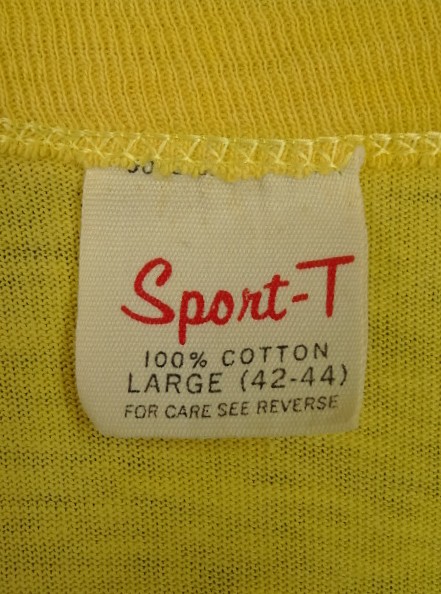 Sport-T
100% COTTON
LARGE (42-44)
FOR CARE SEE REVERSE